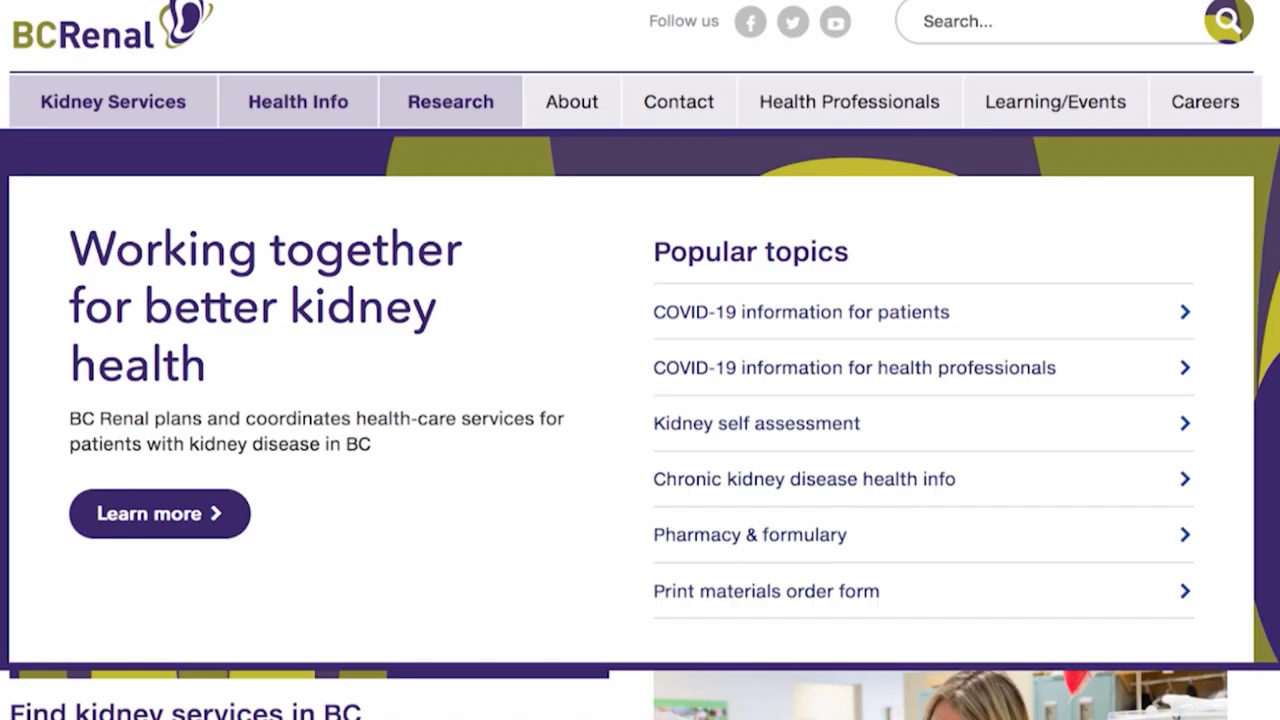 BCRenal
Follow us
Search...
Kidney Services
Health Info
Research
About
Contact
Health Professionals
Learning/Events
Careers
Working together
for better kidney
health
BC Renal plans and coordinates health-care services for
patients with kidney disease in BC
Learn more
Popular topics
COVID-19 information for patients
COVID-19 information for health professionals
Kidney self assessment
Chronic kidney disease health info
Pharmacy & formulary
Print materials order form
Find kidney services in BC